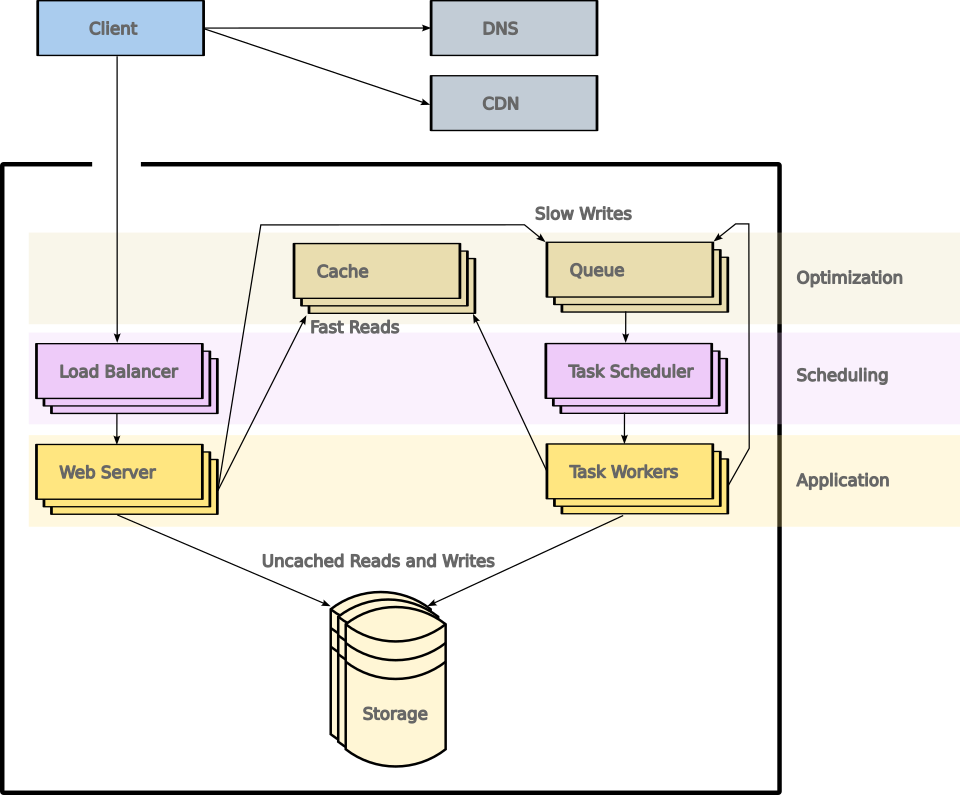 Client
DNS
CDN
Slow Writes
Cache
Queue
Optimization
Fast Reads
Load Balancer
Task Scheduler
Scheduling
Web Server
Task Workers
Application
Uncached Reads and Writes
Storage